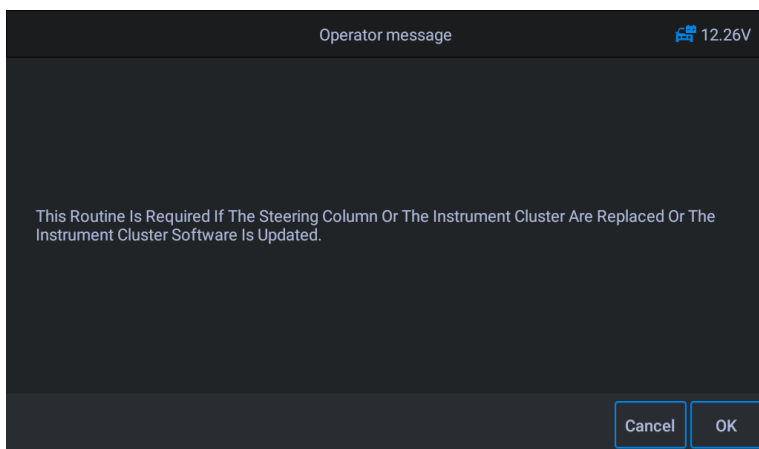 Operator message
12.26V
This Routine Is Required If The Steering Column Or The Instrument Cluster Are Replaced Or The
Instrument Cluster Software Is Updated.
Cancel
OK